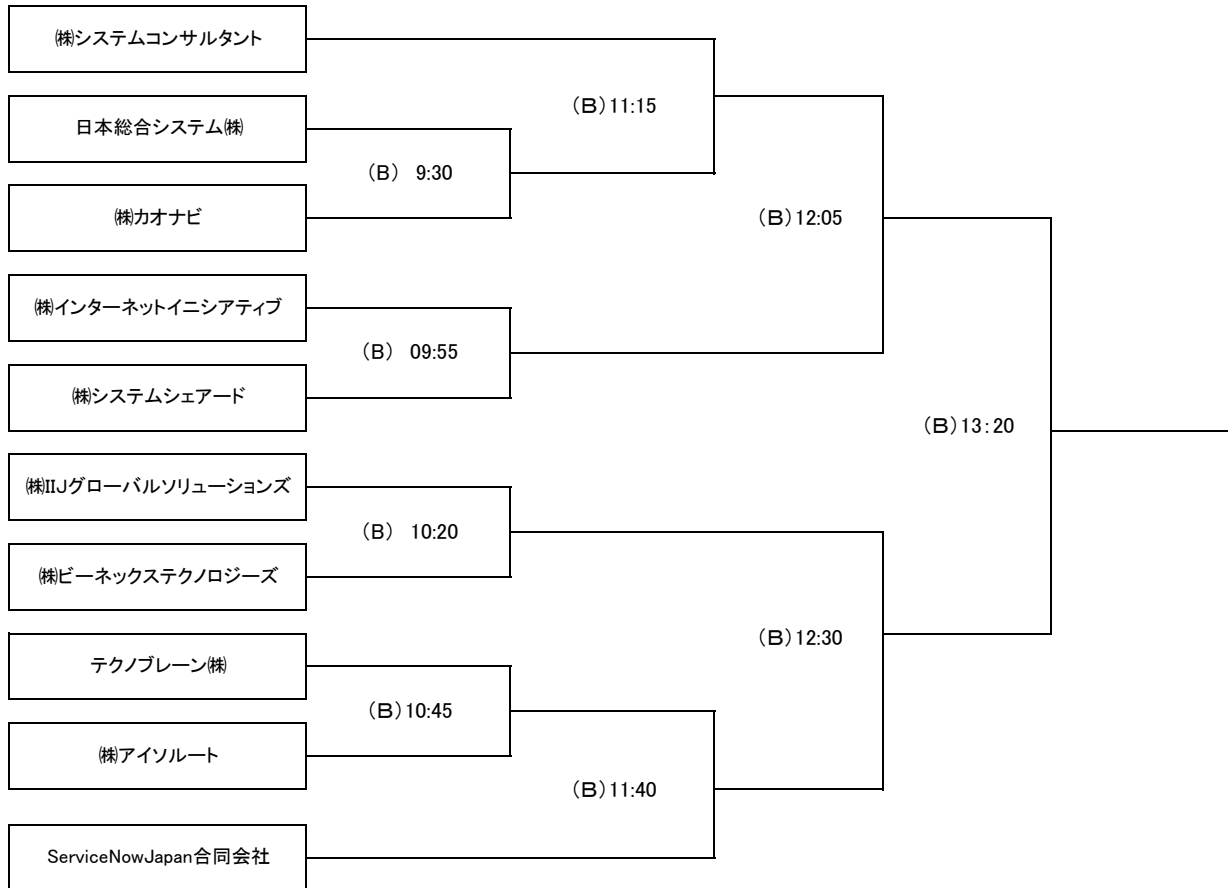 ㈱システムコンサルタント
(B)11:15
日本総合システム㈱
(B) 9:30
㈱カオナビ
(B)12:05
㈱インターネットイニシアティブ
(B) 09:55
㈱システムシェアード
(B)13:20
㈱IIJグローバルソリューションズ
(B) 10:20
㈱ビーネックステクノロジーズ
(B)12:30
テクノブレーン㈱
(B)10:45
㈱アイソルート
(B)11:40
ServiceNowJapan合同会社